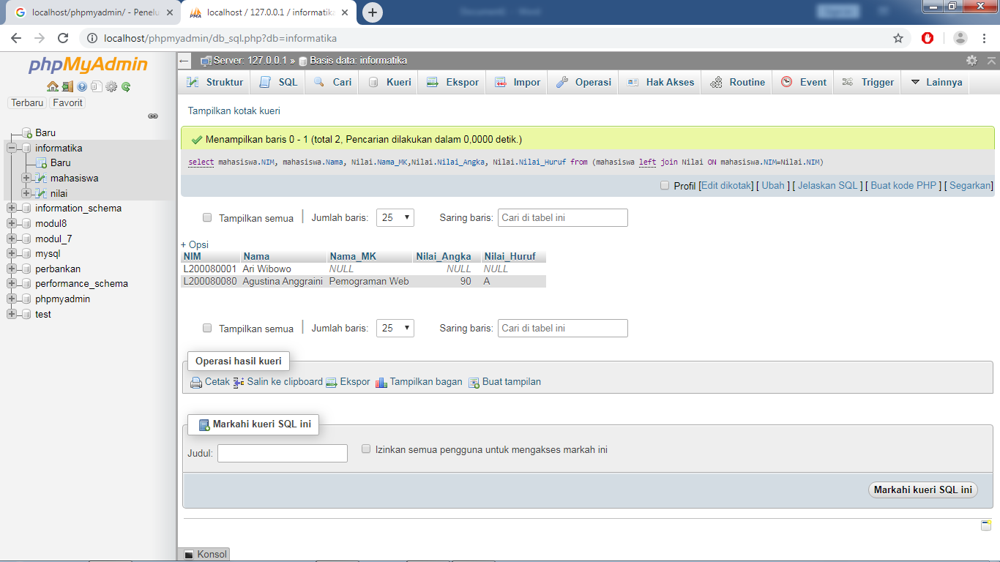 localhost/phpmyadmin/ - Penelu
localhost / 127.0.0.1 / informatika
localhost/phpmyadmin/db_sql.php?db=informatika
phpMyAdmin
Terbaru Favorit
Baru
informatika
Baru
mahasiswa
nilai
information_schema
modul8
modul_7
mysql
perbankan
performance_schema
phpmyadmin
test
Server: 127.0.0.1 » Basis data: informatika
Struktur SQL Cari Kueri Ekspor Impor Operasi Hak Akses Routine Event Trigger Lainnya
Tampilkan kotak kueri
Menampilkan baris 0 - 1 (total 2, Pencarian dilakukan dalam 0,0000 detik.)
select mahasiswa.NIM, mahasiswa.Nama, Nilai.Nama_MK,Nilai.Nilai_Angka, Nilai.Nilai_Huruf from (mahasiswa left join Nilai ON mahasiswa.NIM=Nilai.NIM)
Profil [Edit dikotak] [ Ubah ] [ Jelaskan SQL ] [ Buat kode PHP ] [ Segarkan]
Tampilkan semua | Jumlah baris: 25 Saring baris: Cari di tabel ini
+ Opsi
NIM Nama Nama_MK Nilai_Angka Nilai_Huruf
L200080001 Ari Wibowo NULL NULL NULL
L200080080 Agustina Anggraini Pemograman Web 90 A
Tampilkan semua | Jumlah baris: 25 Saring baris: Cari di tabel ini
Operasi hasil kueri
Cetak Salin ke clipboard Ekspor Tampilkan bagan Buat tampilan
Markahi kueri SQL ini
Judul: Izinkan semua pengguna untuk mengakses markah ini
Markahi kueri SQL ini
Konsol